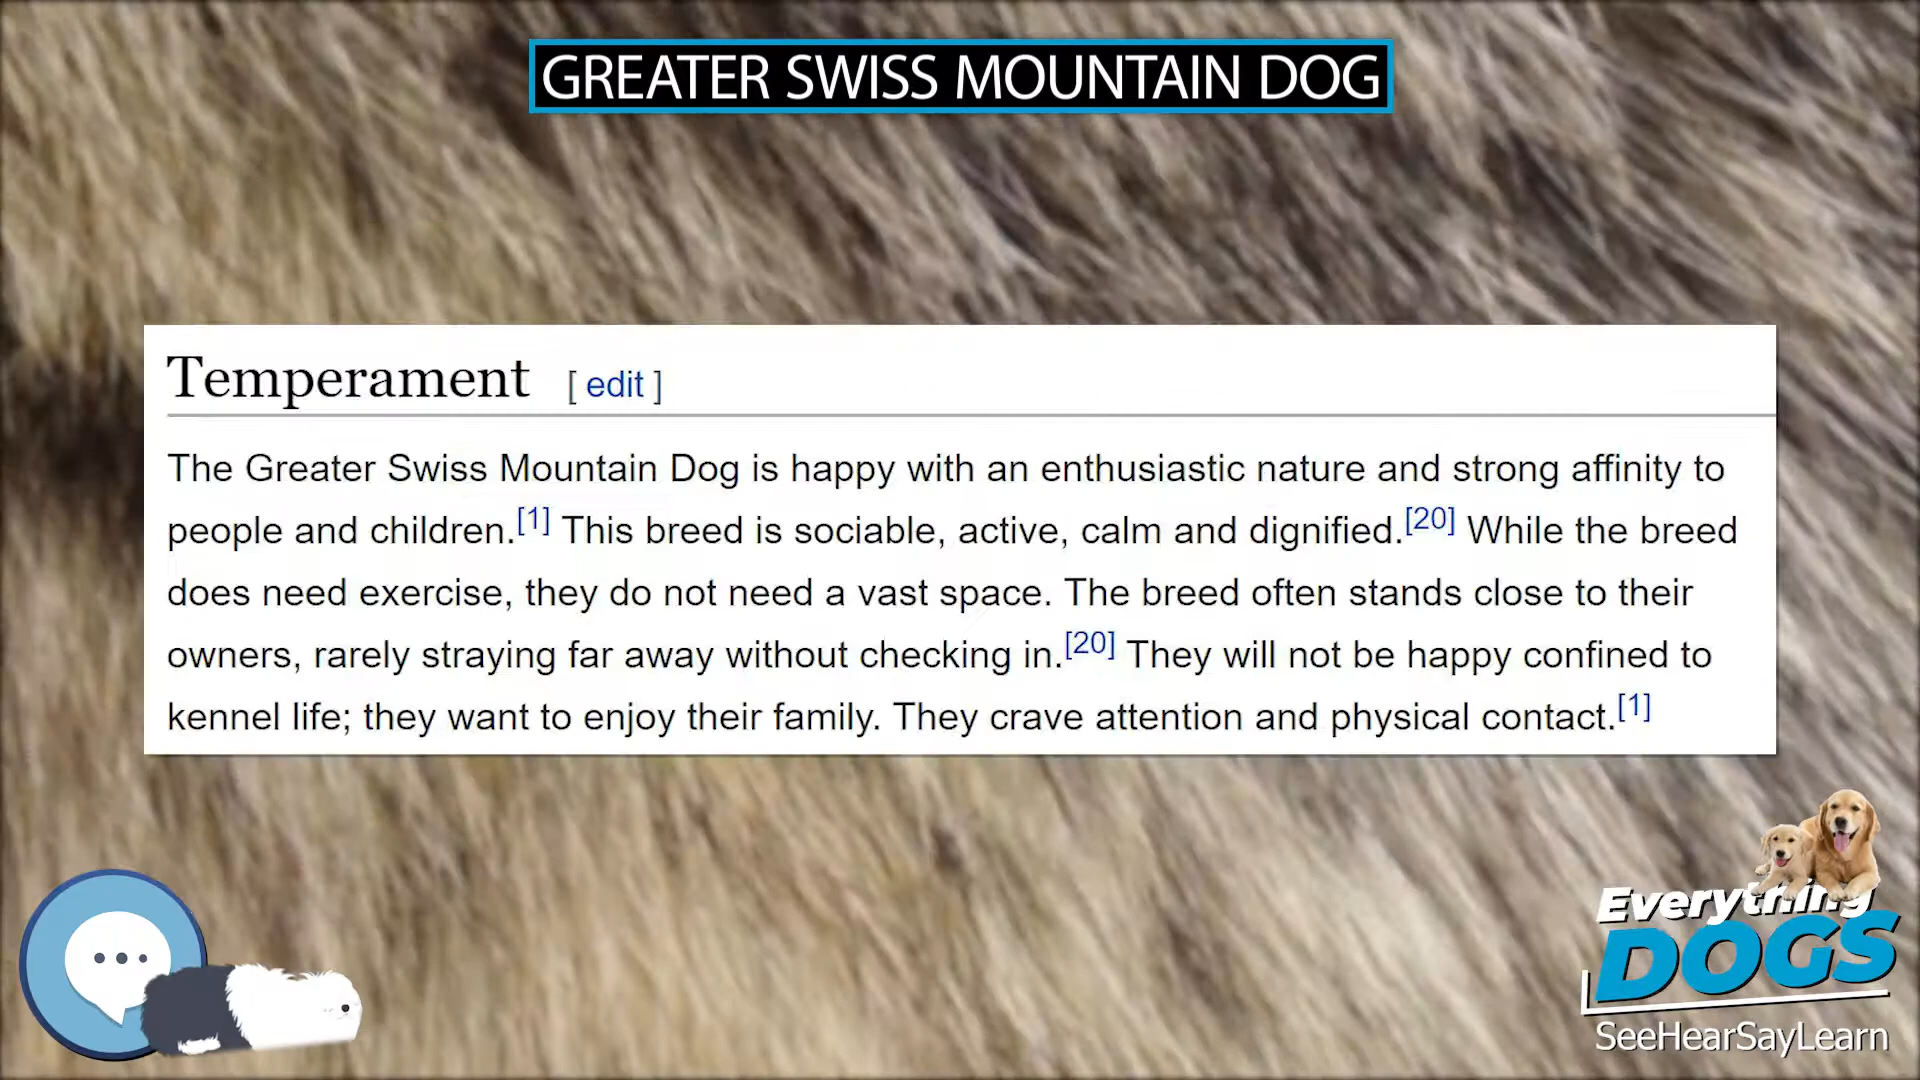 GREATER SWISS MOUNTAIN DOG
Temperament [ edit ]
The Greater Swiss Mountain Dog is happy with an enthusiastic nature and strong affinity to
people and children.[1] This breed is sociable, active, calm and dignified.[20] While the breed
does need exercise, they do not need a vast space. The breed often stands close to their
owners, rarely straying far away without checking in.[20] They will not be happy confined to
kennel life; they want to enjoy their family. They crave attention and physical contact.[1]
Everything
DOGS
SeeHearSayLearn